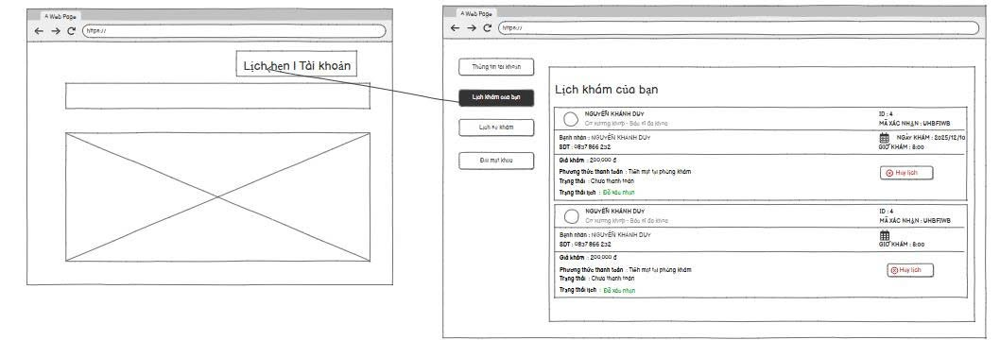 A Web Page
https://
Lịch hẹn | Tài khoản
A Web Page
https://
Thông tin tài khoản
Lịch khám của bạn
Lịch sử khám
Đổi mật khẩu
Lịch khám của bạn
NGUYỄN KHÁNH DUY
Cơ xương khớp - Bác sĩ đa khoa
ID : 4
MÃ XÁC NHẬN : UHBFIWB
Bệnh nhân : NGUYỄN KHÁNH DUY
SDT : 0837 866 232
NGÀY KHÁM : 2025/12/10
GIỜ KHÁM : 8:00
Giá khám : 200,000 đ
Phương thức thanh toán : Tiền mặt tại phòng khám
Trạng thái : Chưa thanh toán
Trạng thái lịch : Đã xác nhận
Hủy lịch
NGUYỄN KHÁNH DUY
Cơ xương khớp - Bác sĩ đa khoa
ID : 4
MÃ XÁC NHẬN : UHBFIWB
Bệnh nhân : NGUYỄN KHÁNH DUY
SDT : 0837 866 232
GIỜ KHÁM : 8:00
Giá khám : 200,000 đ
Phương thức thanh toán : Tiền mặt tại phòng khám
Trạng thái : Chưa thanh toán
Trạng thái lịch : Đã xác nhận
Hủy lịch